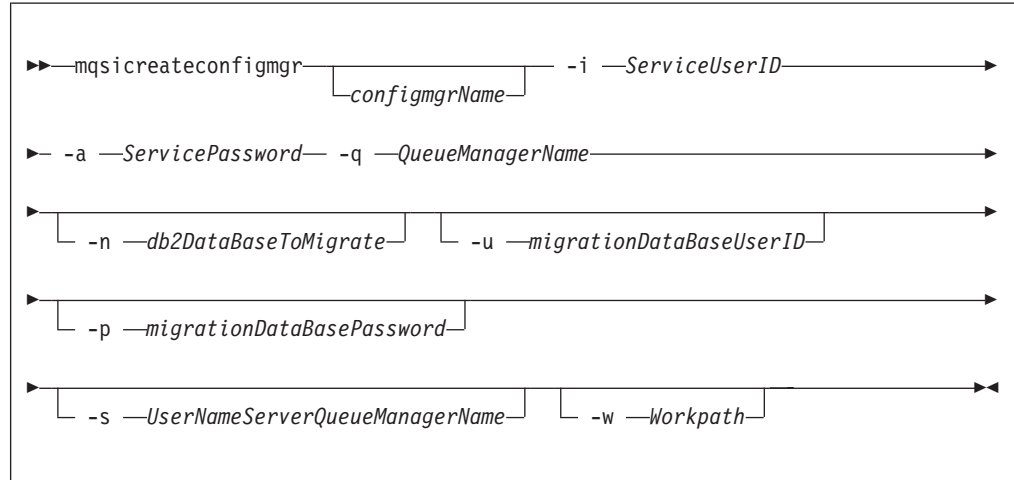 mqsicreateconfigmgr -i ServiceUserID
configmgrName
-a ServicePassword -q QueueManagerName
-n db2DataBaseToMigrate -u migrationDataBaseUserID
-p migrationDataBasePassword
-s UserNameServerQueueManagerName -w Workpath